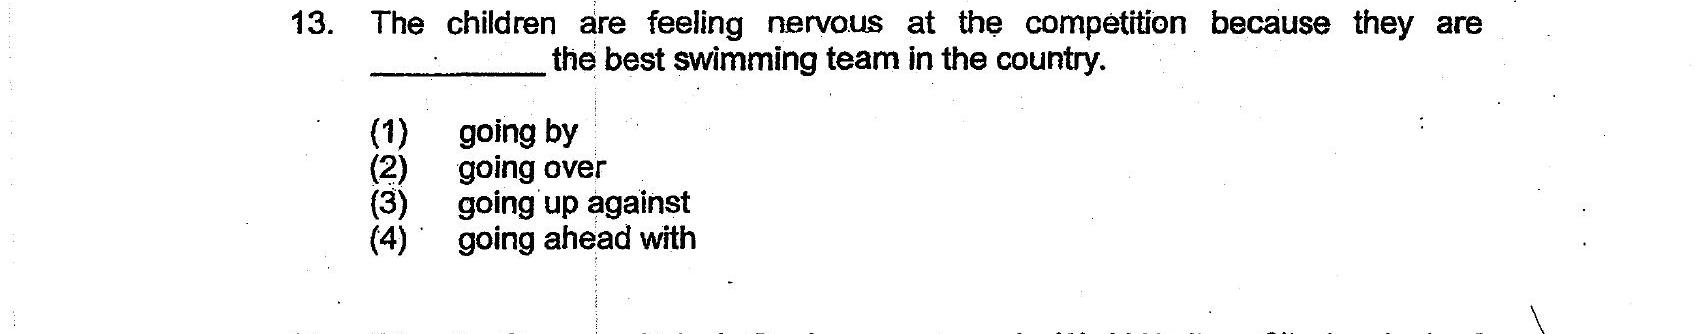 13. The children are feeling nervous at the competition because they are
__________ the best swimming team in the country.
(1) going by
(2) going over
(3) going up against
(4) going ahead with